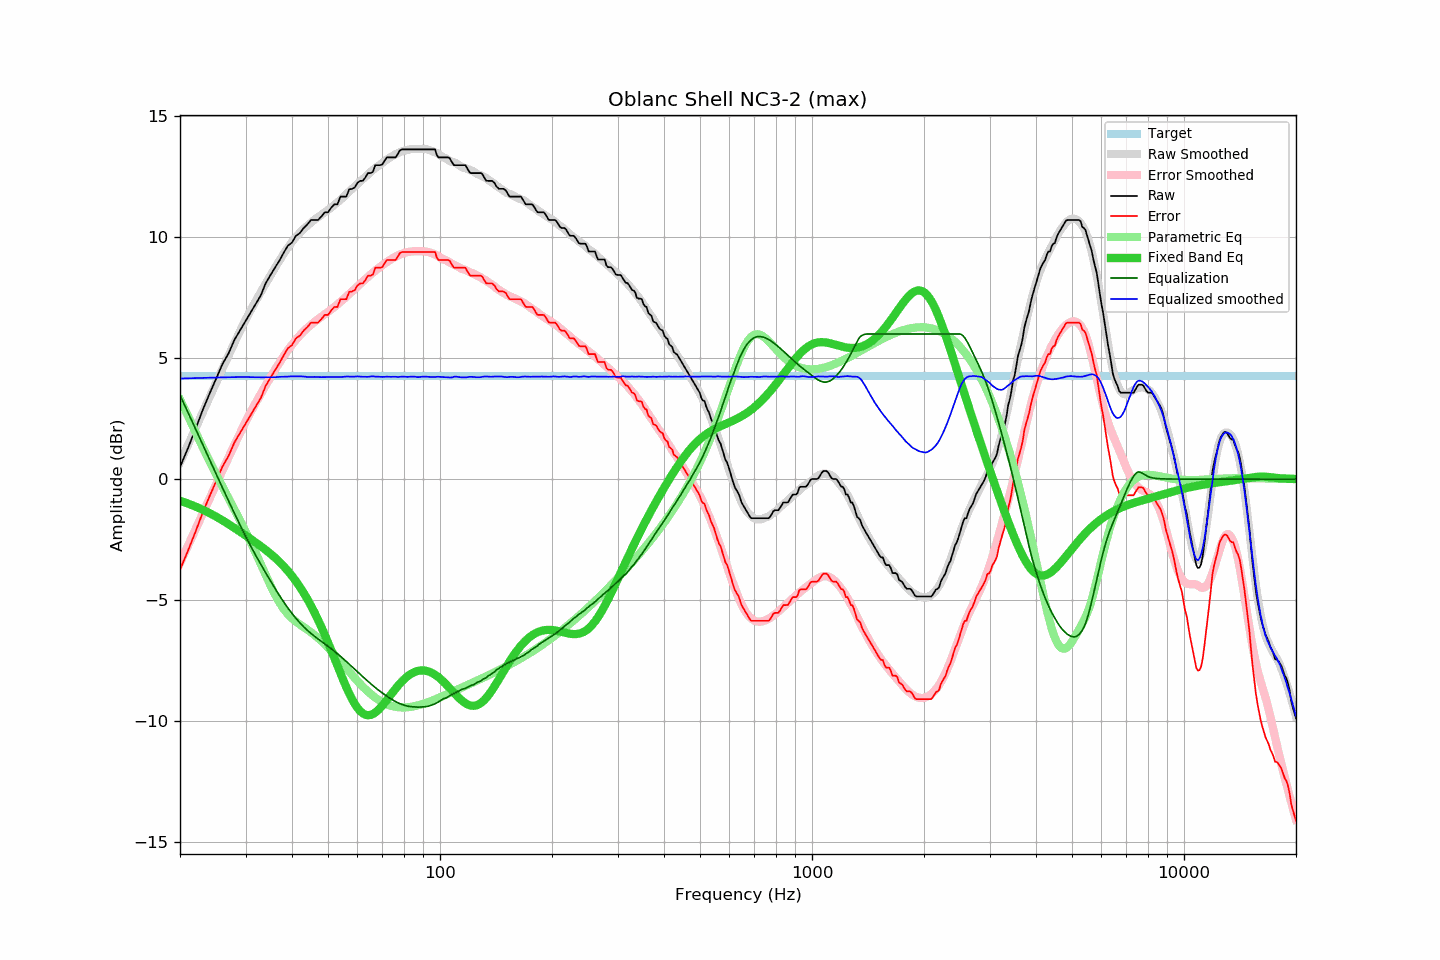 Oblanc Shell NC3-2 (max)
15
10
5
0
−5
−10
−15
Amplitude (dBr)
100
1000
10000
Frequency (Hz)
Target
Raw Smoothed
Error Smoothed
Raw
Error
Parametric Eq
Fixed Band Eq
Equalization
Equalized smoothed